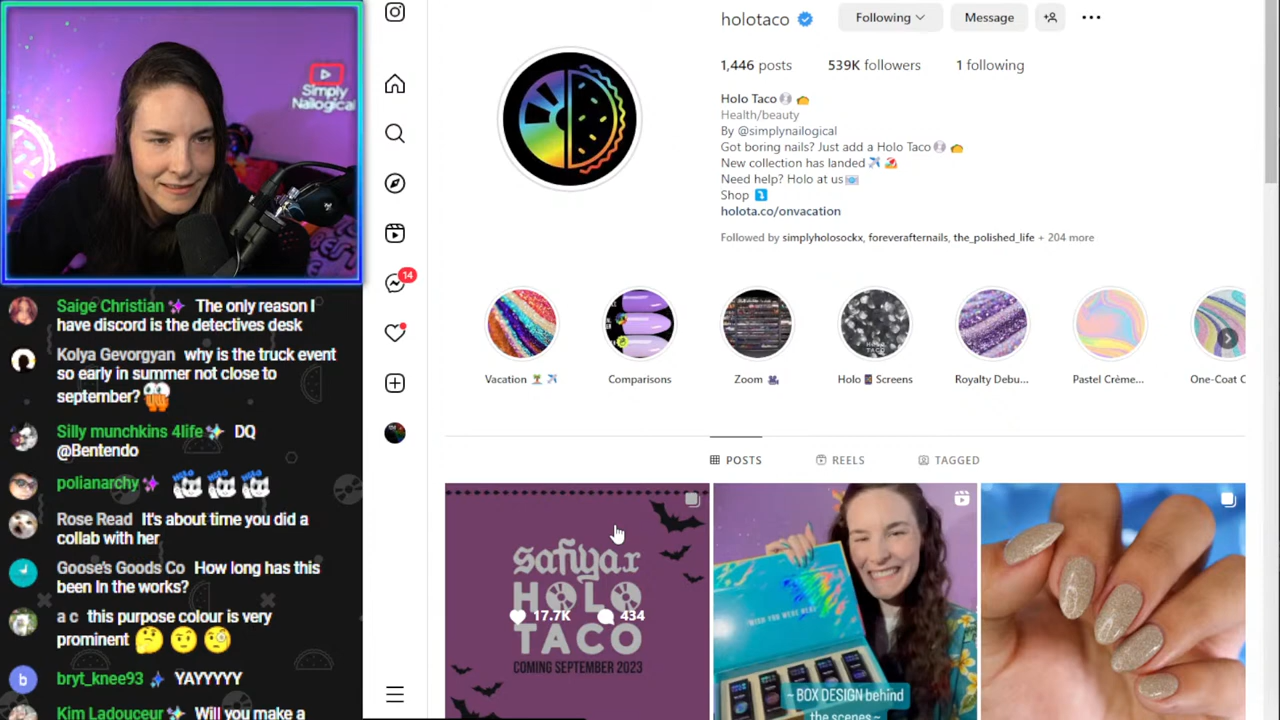 Simply
Nailogical
Saige Christian The only reason I
have discord is the detectives desk
Kolya Gevorgyan why is the truck event
so early in summer not close to
september?
Silly munchkins 4life DQ
@Bentendo
polianarchy
Rose Read It's about time you did a
collab with her
Goose's Goods Co How long has this
been In the works?
a c this purpose colour is very
prominent
bryt_knee93 YAYYYYY
Kim Ladouceur Will you make a
14
holotaco Following Message
1,446 posts 539K followers 1 following
Holo Taco
Health/beauty
By @simplynailogical
Got boring nails? Just add a Holo Taco
New collection has landed
Need help? Holo at us
Shop
holota.co/onvacation
Followed by simplyholosockx, foreverafternails, the_polished_life + 204 more
Vacation Comparisons Zoom Holo Screens Royalty Debu... Pastel Crème... One-Coat C
POSTS REELS TAGGED
safiya x
HOLO
17.7K 434
TACO
COMING SEPTEMBER 2023
WISH YOU WERE HERE
~ BOX DESIGN behind
the scenes ~